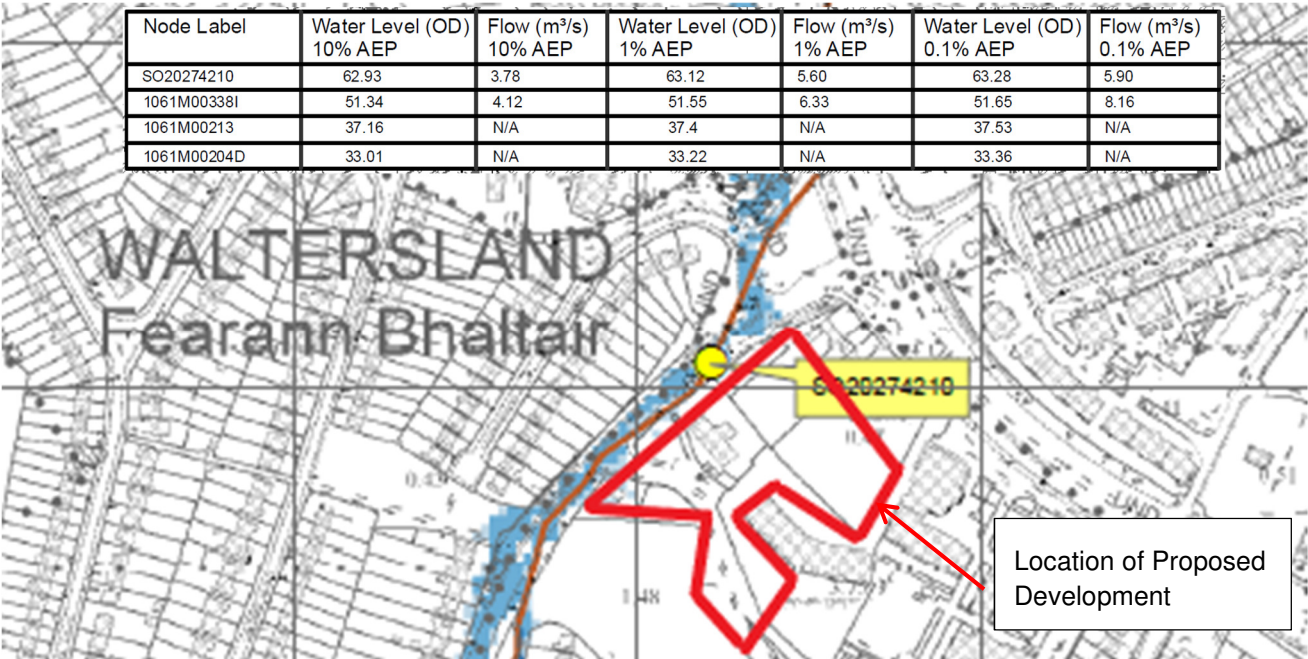 Node Label Water Level (OD) Flow (m³/s) Water Level (OD) Flow (m³/s) Water Level (OD) Flow (m³/s)
10% AEP 10% AEP 1% AEP 1% AEP 0.1% AEP 0.1% AEP
SO20274210 62.93 3.78 63.12 5.60 63.28 5.90
1061M00338I 51.34 4.12 51.55 6.33 51.65 8.16
1061M00213 37.16 N/A 37.4 N/A 37.53 N/A
1061M00204D 33.01 N/A 33.22 N/A 33.36 N/A
WALTERSLAND
Fearann Bhaltair
UND
UND
SO20274210
1.48
Location of Proposed
Development